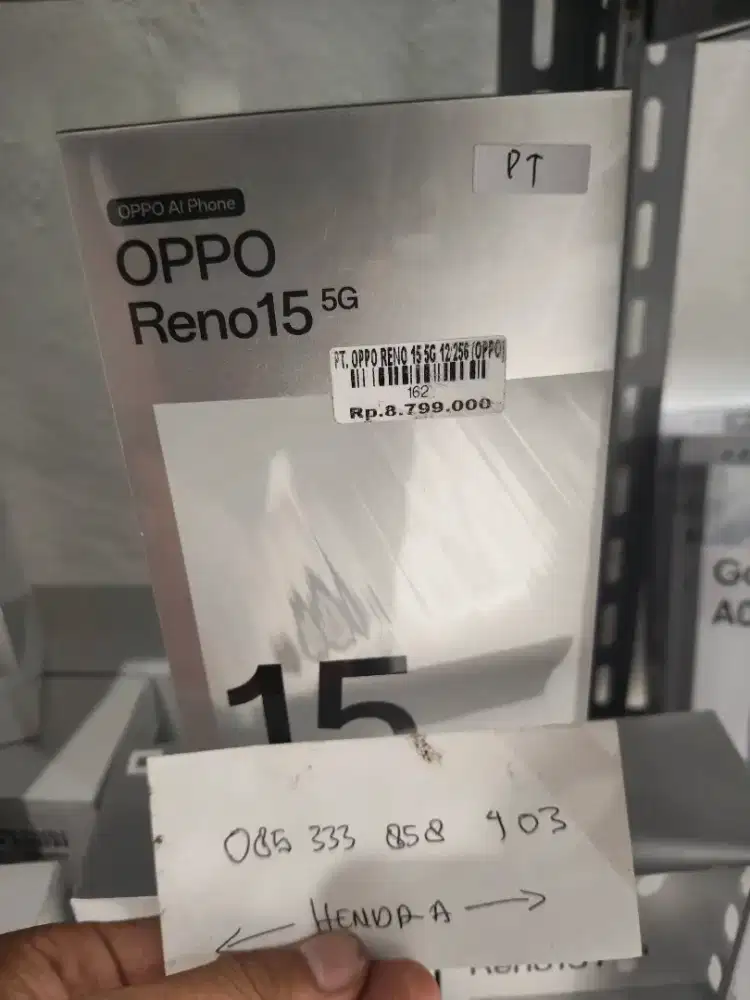 PT
OPPO AI Phone
OPPO
Reno15 5G
PT. OPPO RENO 15 5G 12/256 (OPPO)
162
Rp.8.799.000
15
085 333 858 903
← HENDRA →